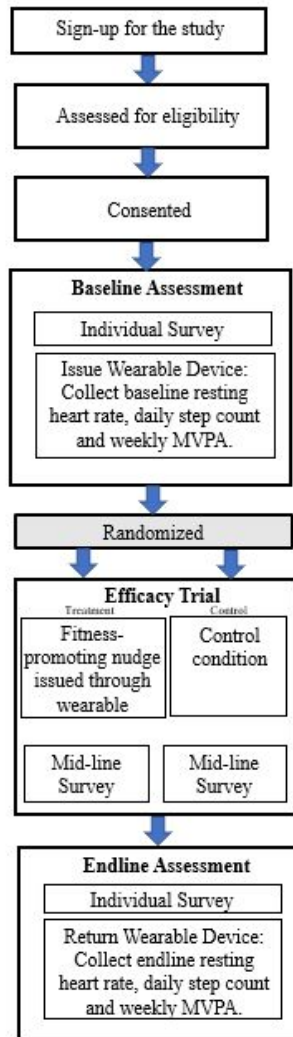 Sign-up for the study
Assessed for eligibility
Consented
Baseline Assessment
Individual Survey
Issue Wearable Device:
Collect baseline resting
heart rate, daily step count
and weekly MVPA.
Randomized
Efficacy Trial
Treatment
Fitness-
promoting nudge
issued through
wearable
Control
Control
condition
Mid-line
Survey
Mid-line
Survey
Endline Assessment
Individual Survey
Return Wearable Device:
Collect endline resting
heart rate, daily step count
and weekly MVPA.